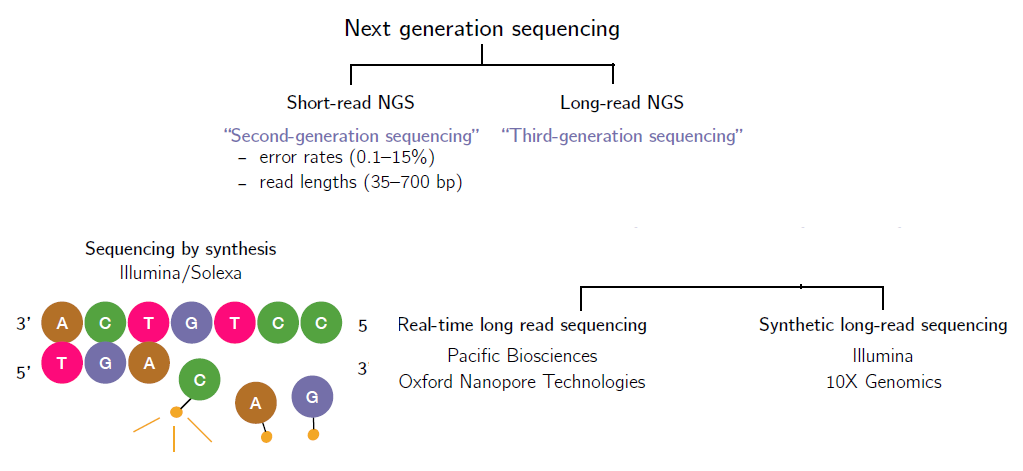 Next generation sequencing
Short-read NGS
Long-read NGS
“Second-generation sequencing”
“Third-generation sequencing”
– error rates (0.1–15%)
– read lengths (35–700 bp)
Sequencing by synthesis
Illumina/Solexa
3’ A C T G T C C 5
5’ T G A 3’
C
A
G
Real-time long read sequencing
Pacific Biosciences
Oxford Nanopore Technologies
Synthetic long-read sequencing
Illumina
10X Genomics